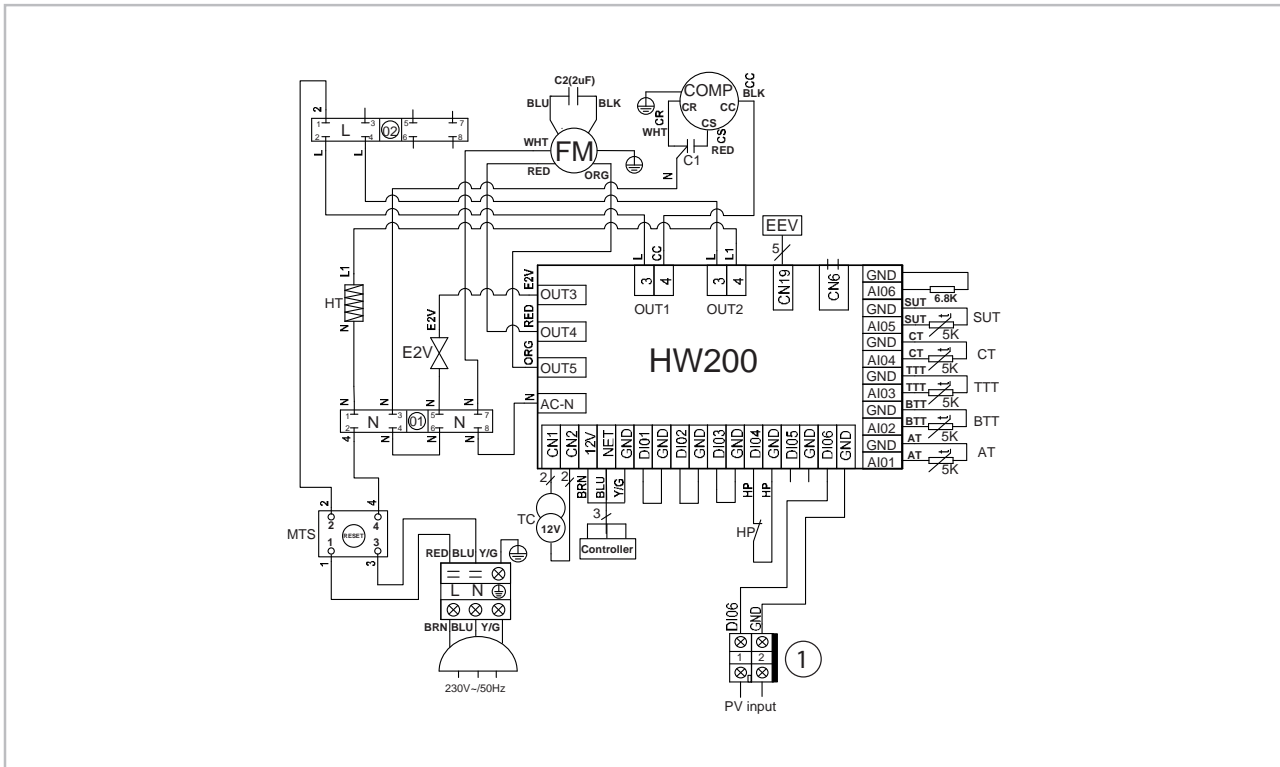 C2(2uF)
BLU
BLK
FM
WHT
RED
ORG
COMP
CR
CC
CS
CC
BLK
CR
WHT
CS
RED
C1
N
2
1
2
L
3
4
02
5
6
7
8
L
L
EEV
5
L
CC
L
L1
3
4
3
4
OUT1
OUT2
CN19
CN6
HW200
E2V
OUT3
RED
OUT4
ORG
OUT5
N
AC-N
L1
HT
N
E2V
E2V
N
N
N
N
1
2
N
3
4
01
5
6
N
7
8
4
N
N
N
GND
AI06
6.8K
GND
AI05
SUT
SUT
5K
SUT
GND
AI04
CT
CT
5K
CT
GND
AI03
TTT
TTT
5K
TTT
GND
AI02
BTT
BTT
5K
BTT
GND
AI01
AT
AT
5K
AT
CN1
CN2
12V
NET
GND
DI01
GND
DI02
GND
DI03
GND
DI04
GND
DI05
DI06
GND
2
2
BRN
BLU
Y/G
HP
HP
TC
12V
3
Controller
HP
2
4
MTS
2
4
RESET
1
3
1
3
RED BLU Y/G
L N
BRN BLU Y/G
230V~/50Hz
DI06
GND
1
2
1
PV input